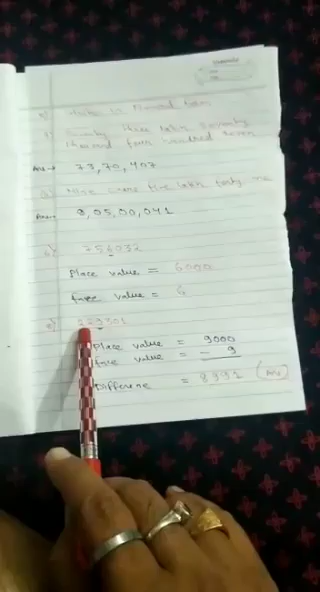 Write in Numeral form
Seventy three lakh seventy
thousand four hundred seven
Ans→ 73,70,407
Nine crore five lakh forty one
Ans→ 9,05,00,041
756032
Place value = 6000
Face value = 6
229301
Place value = 9000
Face value = - 9
Difference = 8991 (Ans)